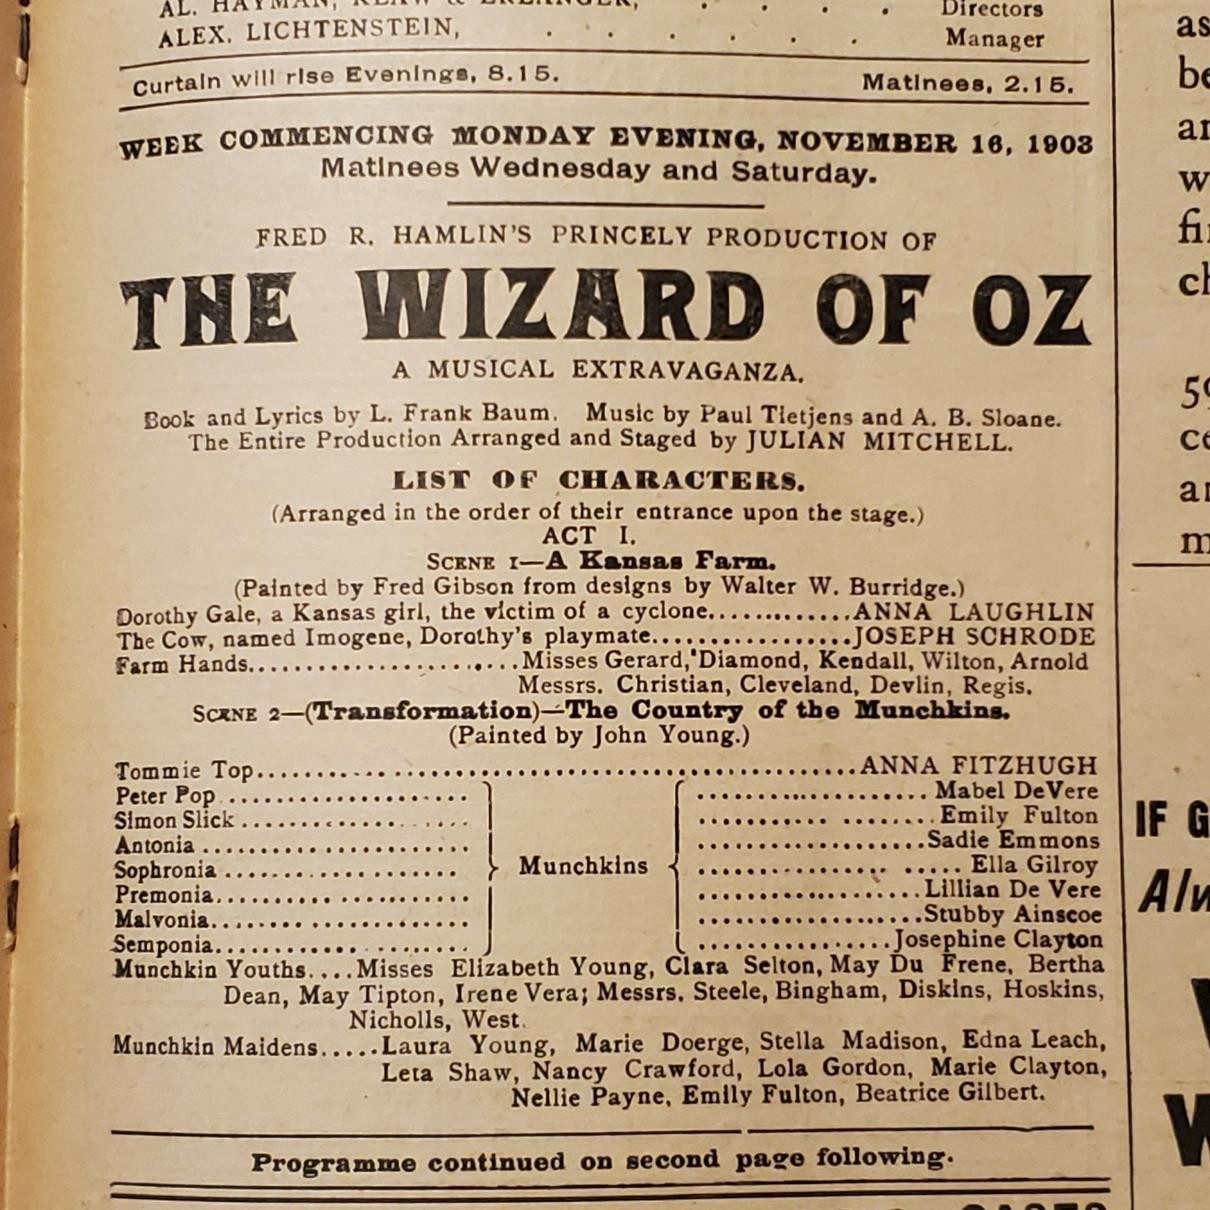 AL. HAYMAN, KLAW & ERLANGER, . . . . Directors
ALEX. LICHTENSTEIN, . . . . . . Manager
Curtain will rise Evenings, 8.15. Matinees, 2.15.
WEEK COMMENCING MONDAY EVENING, NOVEMBER 16, 1903
Matinees Wednesday and Saturday.
FRED R. HAMLIN'S PRINCELY PRODUCTION OF
THE WIZARD OF OZ
A MUSICAL EXTRAVAGANZA.
Book and Lyrics by L. Frank Baum. Music by Paul Tietjens and A. B. Sloane.
The Entire Production Arranged and Staged by JULIAN MITCHELL.
LIST OF CHARACTERS.
(Arranged in the order of their entrance upon the stage.)
ACT I.
SCENE 1—A Kansas Farm.
(Painted by Fred Gibson from designs by Walter W. Burridge.)
Dorothy Gale, a Kansas girl, the victim of a cyclone.............ANNA LAUGHLIN
The Cow, named Imogene, Dorothy's playmate.................JOSEPH SCHRODE
Farm Hands.......................Misses Gerard, Diamond, Kendall, Wilton, Arnold
Messrs. Christian, Cleveland, Devlin, Regis.
SCENE 2—(Transformation)—The Country of the Munchkins.
(Painted by John Young.)
Tommie Top..................................................ANNA FITZHUGH
Peter Pop ..................... Mabel DeVere
Simon Slick ................... Emily Fulton
Antonia ....................... Sadie Emmons
Sophronia ..................... Munchkins ..................... Ella Gilroy
Premonia....................... Lillian De Vere
Malvonia....................... Stubby Ainscoe
Semponia....................... Josephine Clayton
Munchkin Youths....Misses Elizabeth Young, Clara Selton, May Du Frene, Bertha
Dean, May Tipton, Irene Vera; Messrs. Steele, Bingham, Diskins, Hoskins,
Nicholls, West.
Munchkin Maidens.....Laura Young, Marie Doerge, Stella Madison, Edna Leach,
Leta Shaw, Nancy Crawford, Lola Gordon, Marie Clayton,
Nellie Payne, Emily Fulton, Beatrice Gilbert.
Programme continued on second page following.
IF